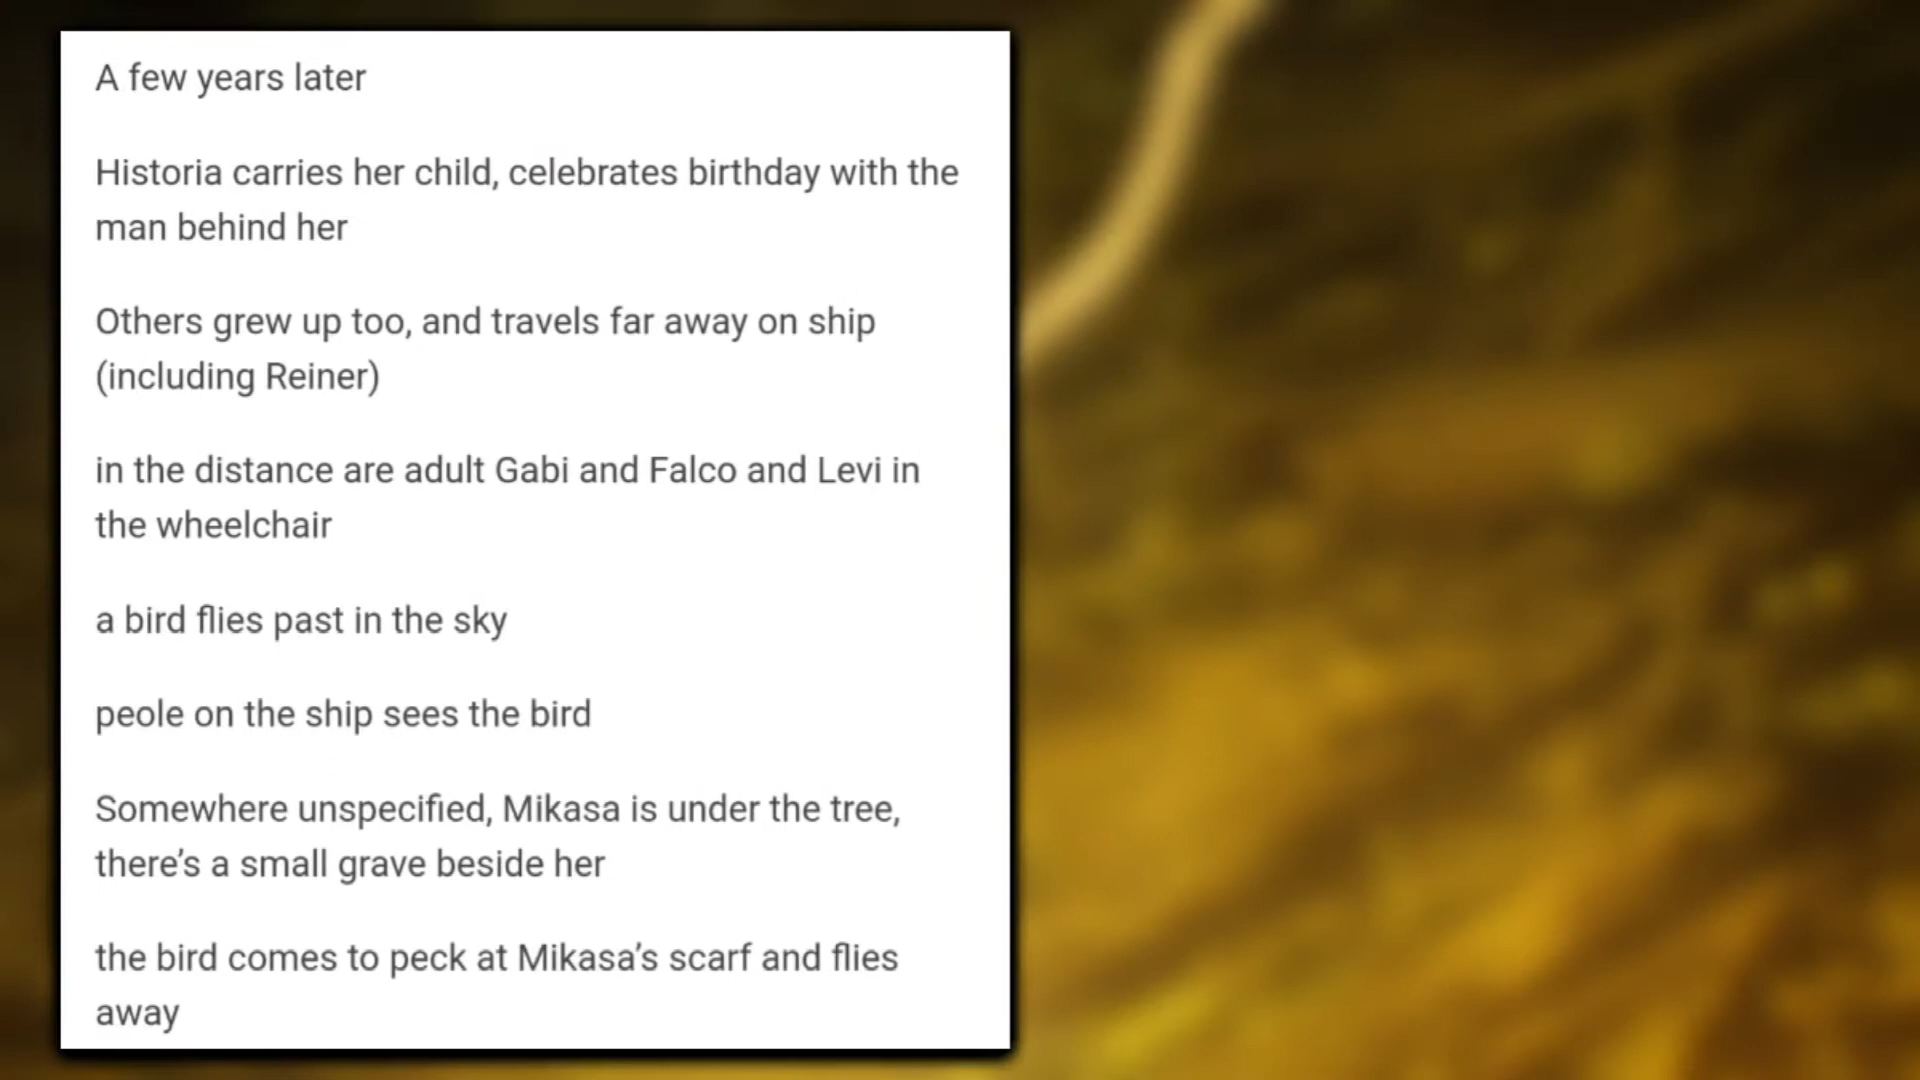 A few years later
Historia carries her child, celebrates birthday with the
man behind her
Others grew up too, and travels far away on ship
(including Reiner)
in the distance are adult Gabi and Falco and Levi in
the wheelchair
a bird flies past in the sky
peole on the ship sees the bird
Somewhere unspecified, Mikasa is under the tree,
there’s a small grave beside her
the bird comes to peck at Mikasa’s scarf and flies
away